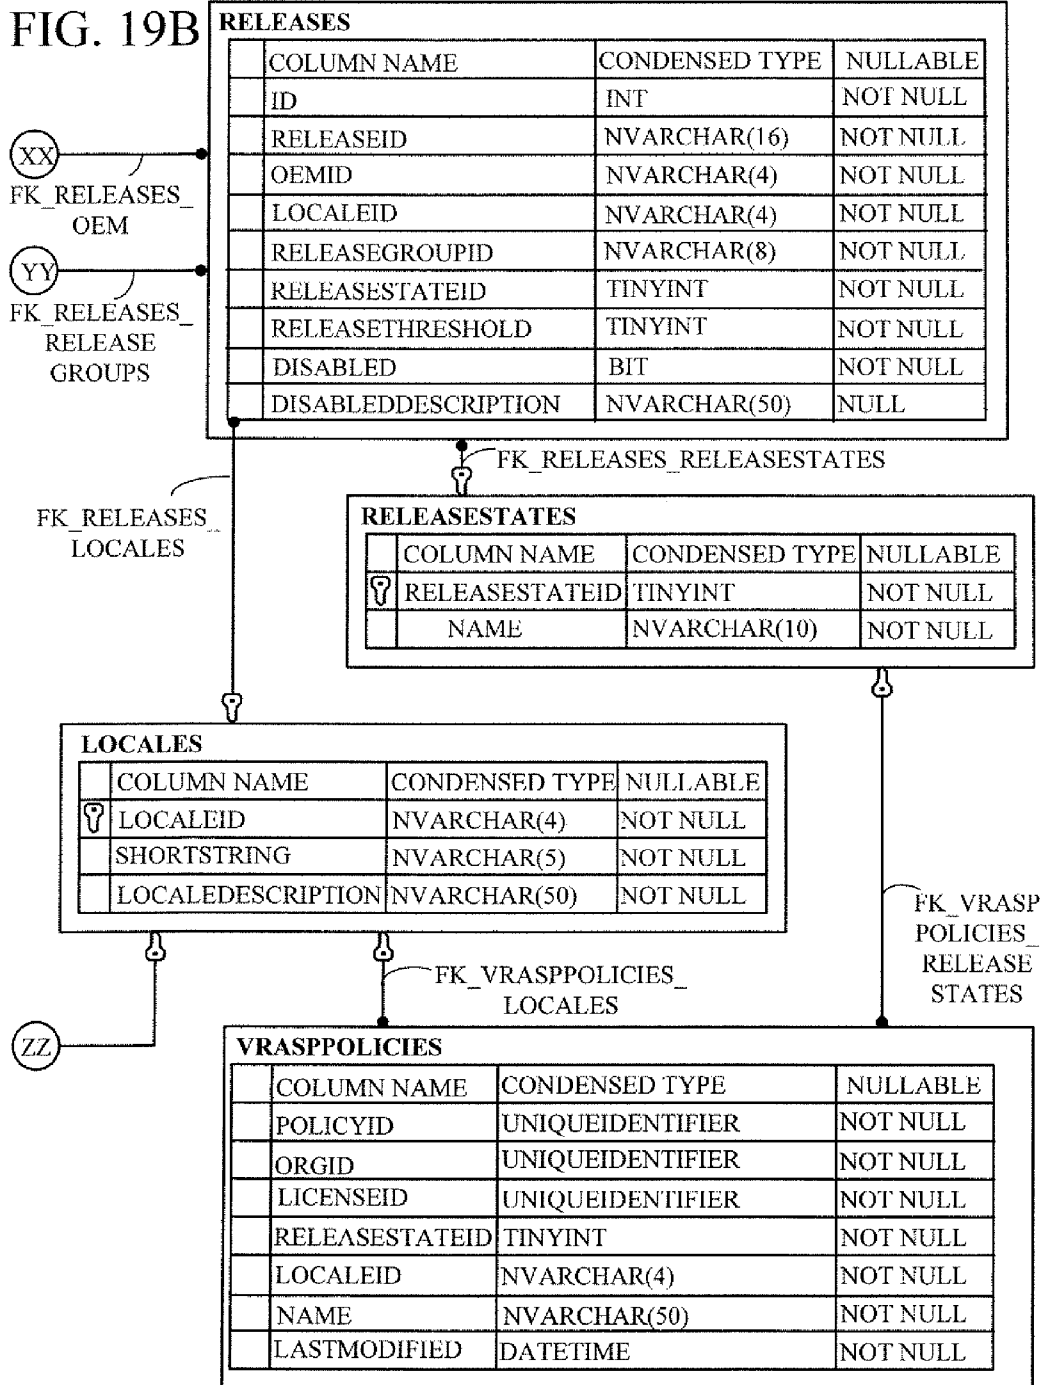 FIG. 19B
RELEASES
COLUMN NAME CONDENSED TYPE NULLABLE
ID INT NOT NULL
RELEASEID NVARCHAR(16) NOT NULL
OEMID NVARCHAR(4) NOT NULL
LOCALEID NVARCHAR(4) NOT NULL
RELEASEGROUPID NVARCHAR(8) NOT NULL
RELEASESTATEID TINYINT NOT NULL
RELEASETHRESHOLD TINYINT NOT NULL
DISABLED BIT NOT NULL
DISABLEDDESCRIPTION NVARCHAR(50) NULL
XX
FK_RELEASES_
OEM
YY
FK_RELEASES_
RELEASE
GROUPS
FK_RELEASES_RELEASESTATES
FK_RELEASES_
LOCALES
RELEASESTATES
COLUMN NAME CONDENSED TYPE NULLABLE
RELEASESTATEID TINYINT NOT NULL
NAME NVARCHAR(10) NOT NULL
LOCALES
COLUMN NAME CONDENSED TYPE NULLABLE
LOCALEID NVARCHAR(4) NOT NULL
SHORTSTRING NVARCHAR(5) NOT NULL
LOCALEDESCRIPTION NVARCHAR(50) NOT NULL
FK_VRASP
POLICIES_
RELEASE
STATES
FK_VRASPPOLICIES_
LOCALES
ZZ
VRASPPOLICIES
COLUMN NAME CONDENSED TYPE NULLABLE
POLICYID UNIQUEIDENTIFIER NOT NULL
ORGID UNIQUEIDENTIFIER NOT NULL
LICENSEID UNIQUEIDENTIFIER NOT NULL
RELEASESTATEID TINYINT NOT NULL
LOCALEID NVARCHAR(4) NOT NULL
NAME NVARCHAR(50) NOT NULL
LASTMODIFIED DATETIME NOT NULL